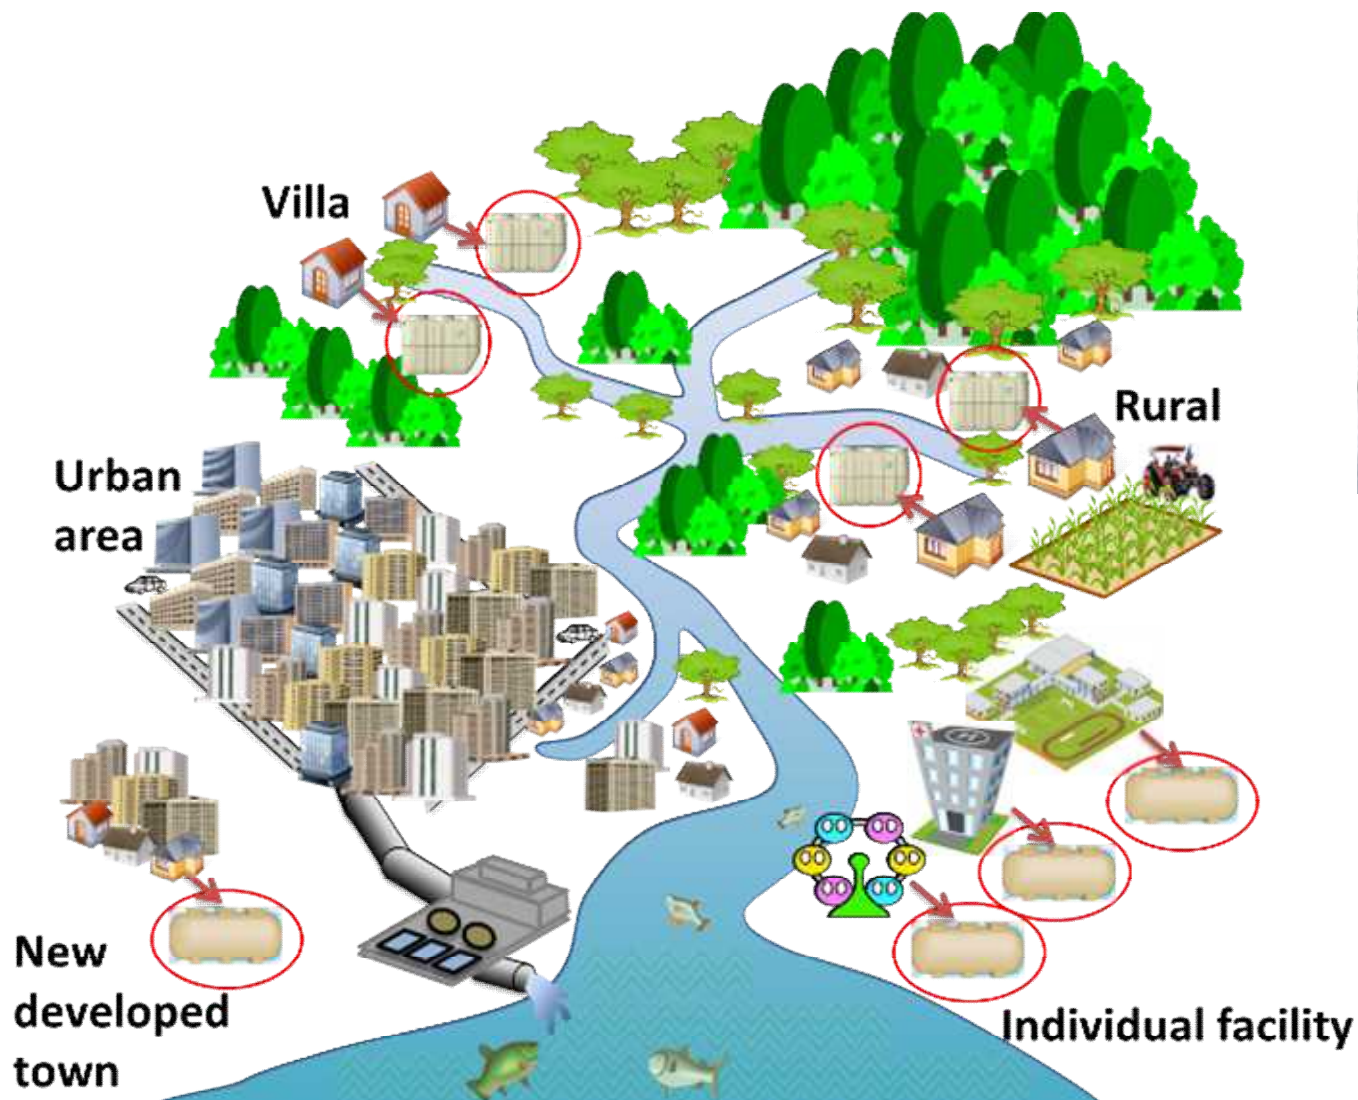 Villa
Rural
Urban
area
New
developed
town
Individual facility
H